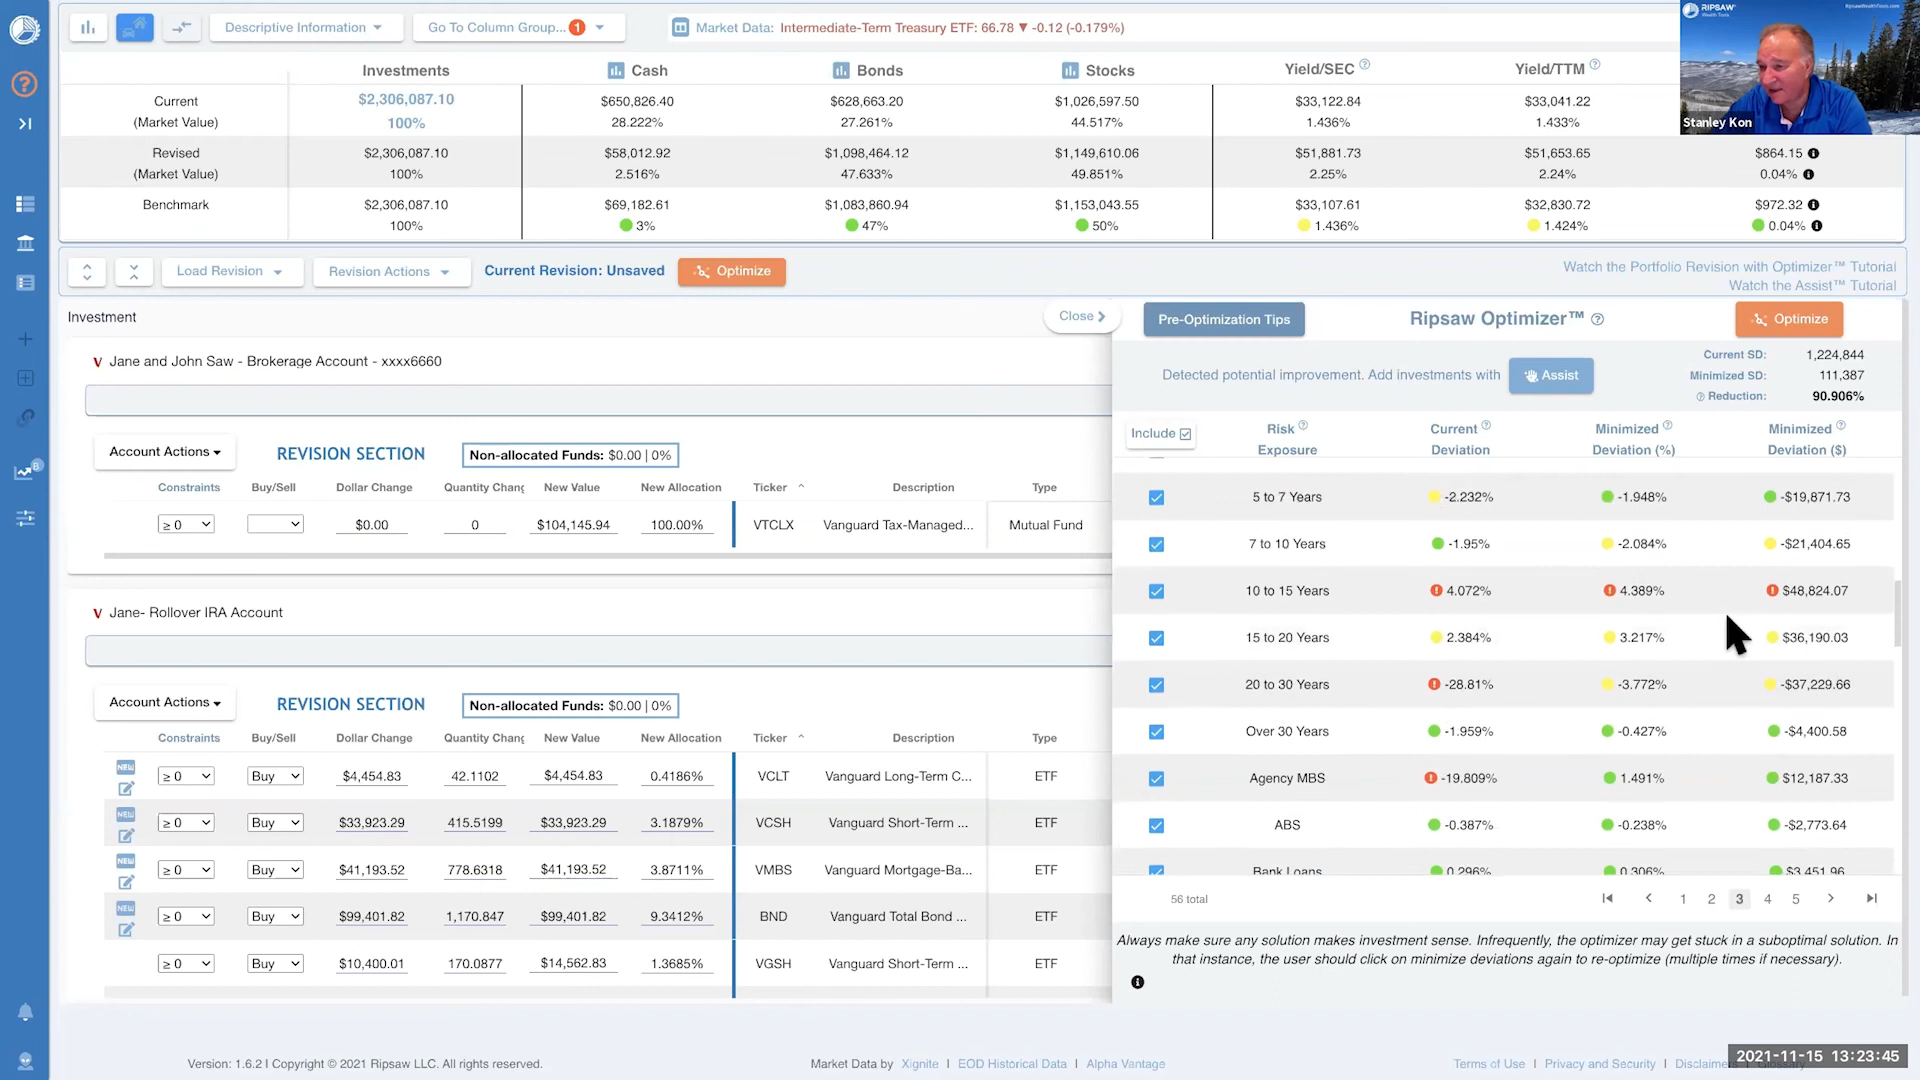 Descriptive Information
Go To Column Group... 1
Market Data: Intermediate-Term Treasury ETF: 66.78 ▼ -0.12 (-0.179%)
RIPSAW
Wealth Tools
RipsawWealthTools.com
Stanley Kon
Investments Cash Bonds Stocks Yield/SEC Yield/TTM
Current $2,306,087.10 $650,826.40 $628,663.20 $1,026,597.50 $33,122.84 $33,041.22
(Market Value) 100% 28.222% 27.261% 44.517% 1.436% 1.433%
Revised $2,306,087.10 $58,012.92 $1,098,464.12 $1,149,610.06 $51,881.73 $51,653.65 $864.15
(Market Value) 100% 2.516% 47.633% 49.851% 2.25% 2.24% 0.04%
Benchmark $2,306,087.10 $69,182.61 $1,083,860.94 $1,153,043.55 $33,107.61 $32,830.72 $972.32
100% 3% 47% 50% 1.436% 1.424% 0.04%
Load Revision Revision Actions Current Revision: Unsaved Optimize
Watch the Portfolio Revision with Optimizer™ Tutorial
Watch the Assist™ Tutorial
Investment
Close
V Jane and John Saw - Brokerage Account - xxxx6660
Account Actions REVISION SECTION Non-allocated Funds: $0.00 | 0%
Constraints Buy/Sell Dollar Change Quantity Chang New Value New Allocation Ticker Description Type
≥ 0 $0.00 0 $104,145.94 100.00% VTCLX Vanguard Tax-Managed... Mutual Fund
V Jane- Rollover IRA Account
Account Actions REVISION SECTION Non-allocated Funds: $0.00 | 0%
Constraints Buy/Sell Dollar Change Quantity Chang New Value New Allocation Ticker Description Type
NEW ≥ 0 Buy $4,454.83 42.1102 $4,454.83 0.4186% VCLT Vanguard Long-Term C... ETF
NEW ≥ 0 Buy $33,923.29 415.5199 $33,923.29 3.1879% VCSH Vanguard Short-Term ... ETF
NEW ≥ 0 Buy $41,193.52 778.6318 $41,193.52 3.8711% VMBS Vanguard Mortgage-Ba... ETF
NEW ≥ 0 Buy $99,401.82 1,170.847 $99,401.82 9.3412% BND Vanguard Total Bond ... ETF
≥ 0 Buy $10,400.01 170.0877 $14,562.83 1.3685% VGSH Vanguard Short-Term ... ETF
Pre-Optimization Tips Ripsaw Optimizer™ Optimize
Detected potential improvement. Add investments with Assist
Current SD: 1,224,844
Minimized SD: 111,387
Reduction: 90.906%
Include Risk Current Minimized Minimized
Exposure Deviation Deviation (%) Deviation ($)
5 to 7 Years -2.232% -1.948% -$19,871.73
7 to 10 Years -1.95% -2.084% -$21,404.65
10 to 15 Years 4.072% 4.389% $48,824.07
15 to 20 Years 2.384% 3.217% $36,190.03
20 to 30 Years -28.81% -3.772% -$37,229.66
Over 30 Years -1.959% -0.427% -$4,400.58
Agency MBS -19.809% 1.491% $12,187.33
ABS -0.387% -0.238% -$2,773.64
Bank Loans 0.296% 0.306% $3,451.96
56 total 1 2 3 4 5
Always make sure any solution makes investment sense. Infrequently, the optimizer may get stuck in a suboptimal solution. In
that instance, the user should click on minimize deviations again to re-optimize (multiple times if necessary).
Version: 1.6.2 I Copyright © 2021 Ripsaw LLC. All rights reserved.
Market Data by Xignite | EOD Historical Data | Alpha Vantage
Terms of Use | Privacy and Security | Disclaimer
2021-11-15 13:23:45